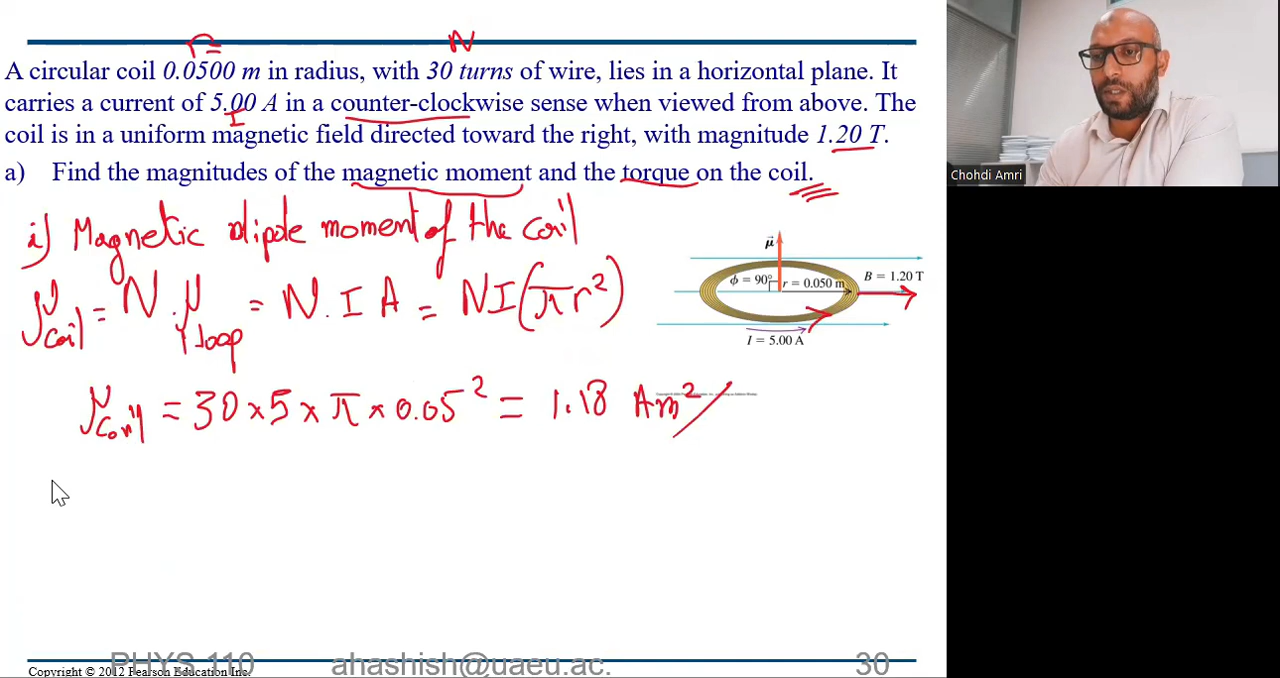 r=
N
A circular coil 0.0500 m in radius, with 30 turns of wire, lies in a horizontal plane. It
carries a current of 5.00 A in a counter-clockwise sense when viewed from above. The
I
coil is in a uniform magnetic field directed toward the right, with magnitude 1.20 T.
a) Find the magnitudes of the magnetic moment and the torque on the coil.
i) Magnetic dipole moment of the coil
μcoil = N.μloop = N.I A = NI(πr²)
μcoil = 30×5×π×0.05² = 1.18 Am²
μ
ϕ = 90°
r = 0.050 m
B = 1.20 T
I = 5.00 A
Chohdi Amri
PHYS 110
ahashish@uaeu.ac.
30
Copyright © 2012 Pearson Education Inc.